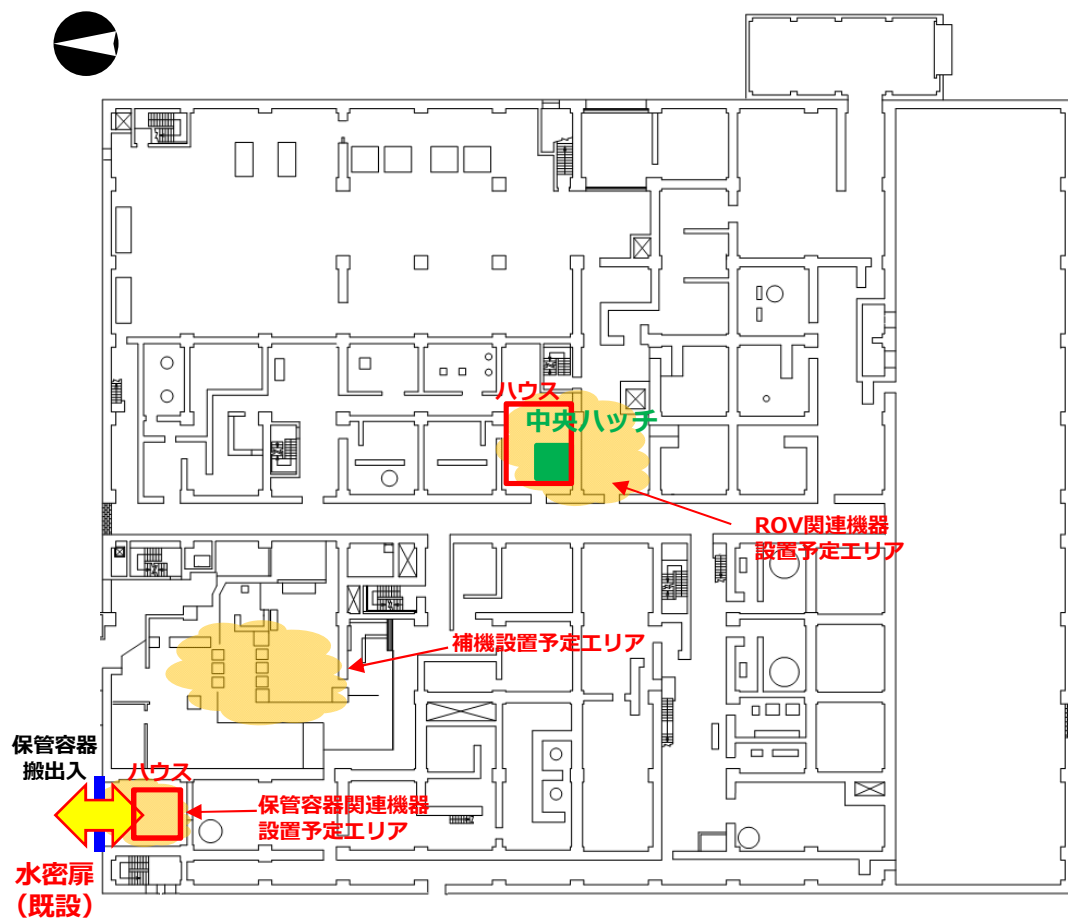 ハウス
中央ハッチ
ROV関連機器
設置予定エリア
補機設置予定エリア
保管容器
搬出入
ハウス
保管容器関連機器
設置予定エリア
水密扉
（既設）